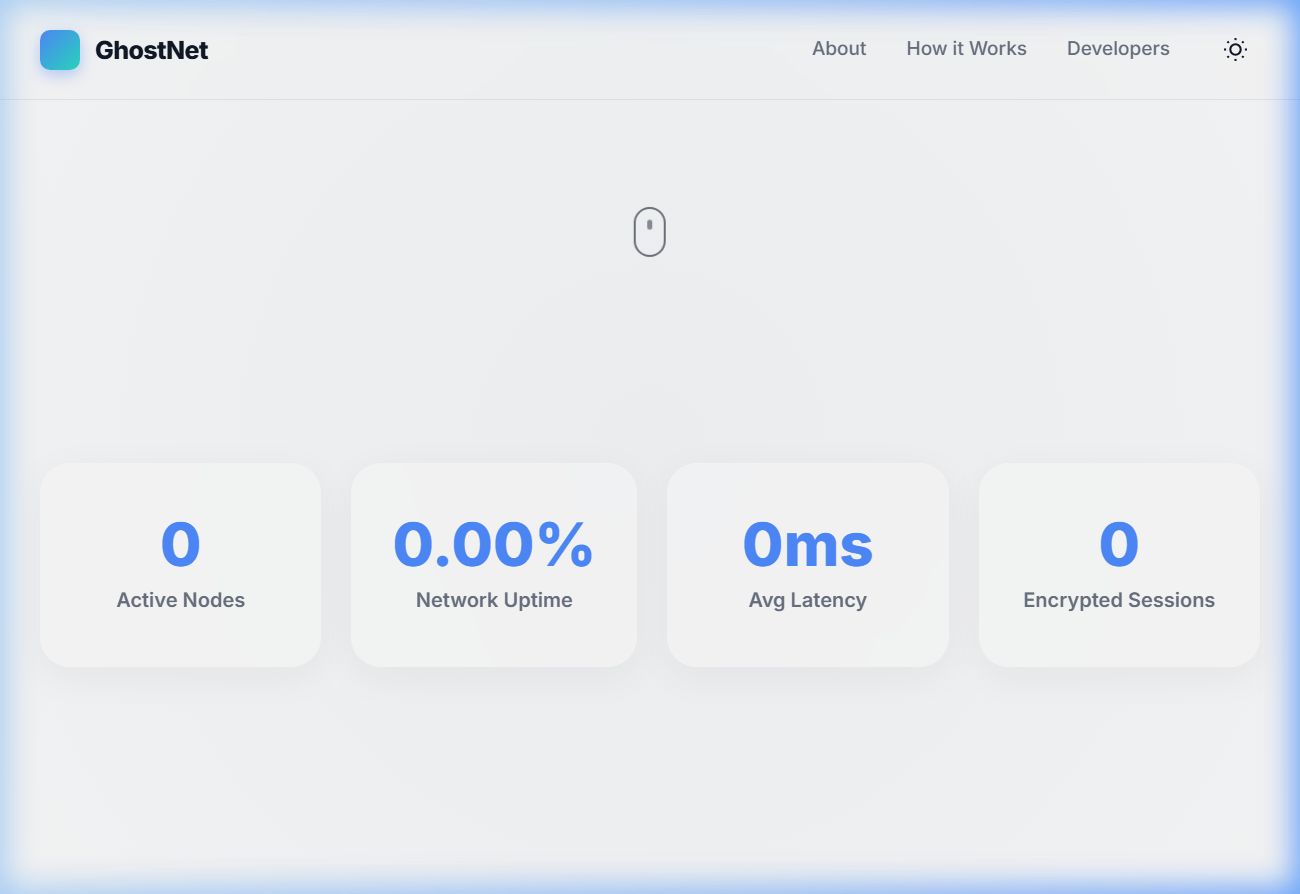 GhostNet
About
How it Works
Developers
0
Active Nodes
0.00%
Network Uptime
0ms
Avg Latency
0
Encrypted Sessions